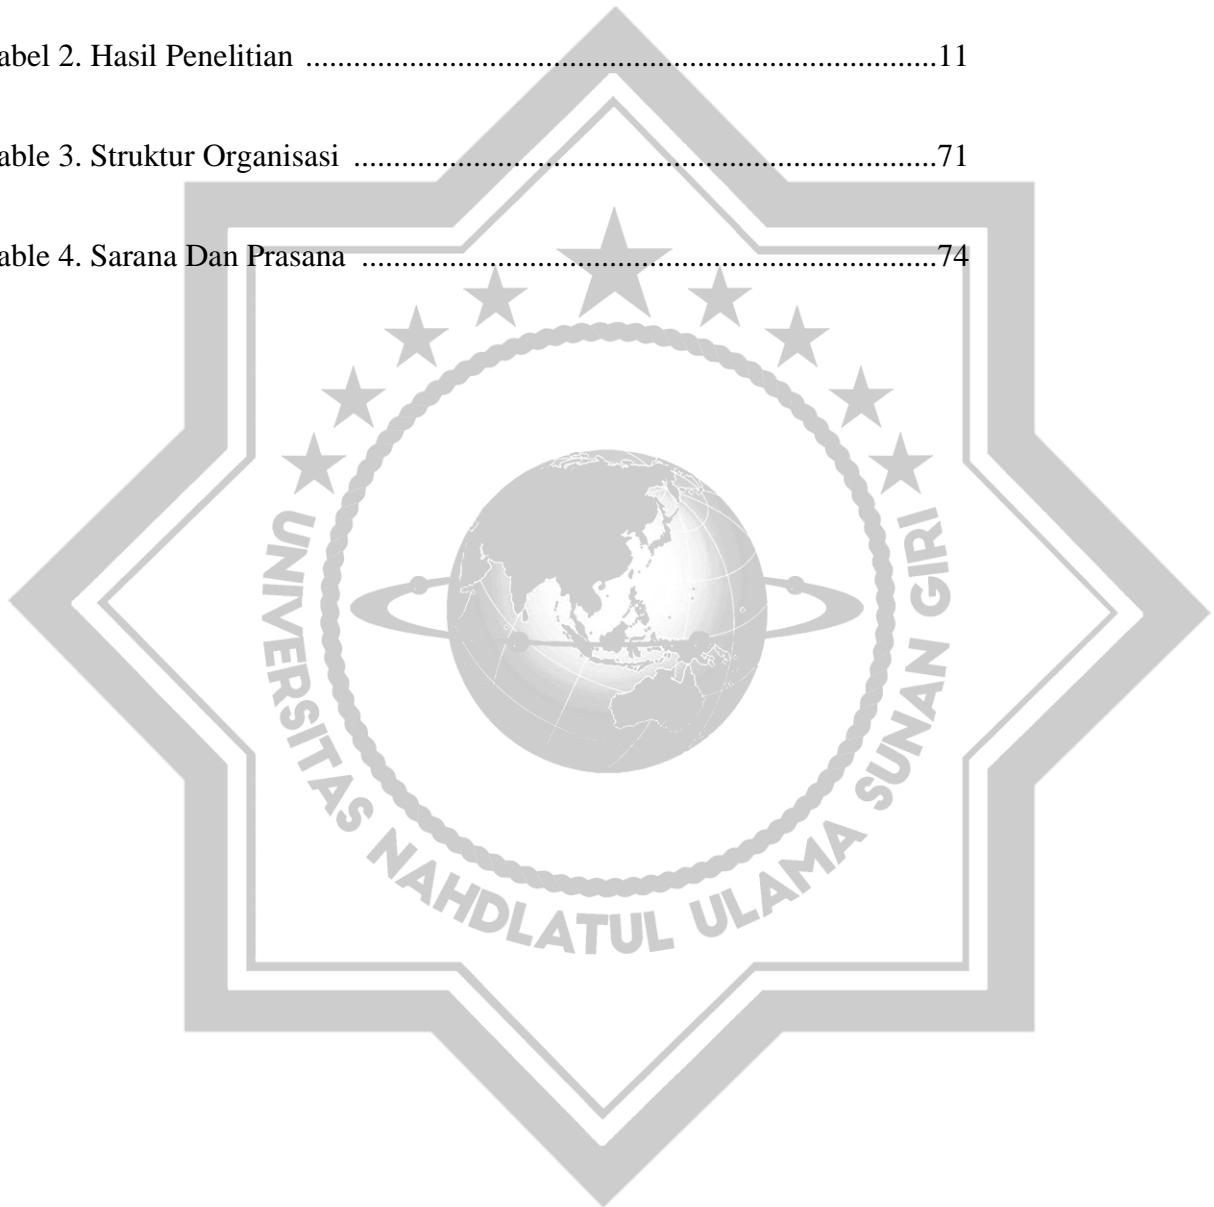 abel 2. Hasil Penelitian ...............................................................................11
able 3. Struktur Organisasi .........................................................................71
able 4. Sarana Dan Prasana ........................................................................74
UNIVERSITAS NAHDLATUL ULAMA SUNAN GIRI